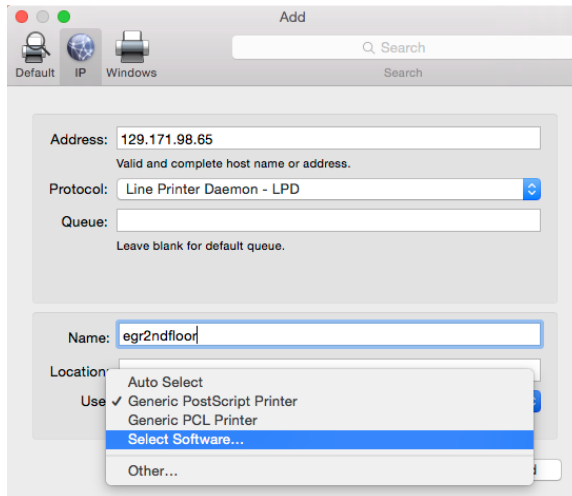 Add
Default
IP
Windows
Search
Search
Address: 129.171.98.65
Valid and complete host name or address.
Protocol: Line Printer Daemon - LPD
Queue:
Leave blank for default queue.
Name: egr2ndfloor
Location:
Auto Select
Use ✓ Generic PostScript Printer
Generic PCL Printer
Select Software...
Other...